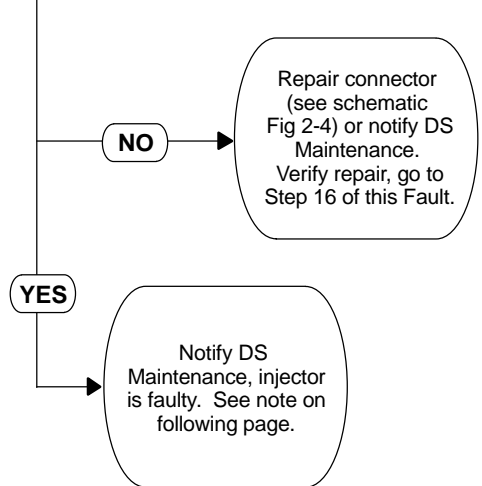 NO
Repair connector
(see schematic
Fig 2-4) or notify DS
Maintenance.
Verify repair, go to
Step 16 of this Fault.
YES
Notify DS
Maintenance, injector
is faulty. See note on
following page.